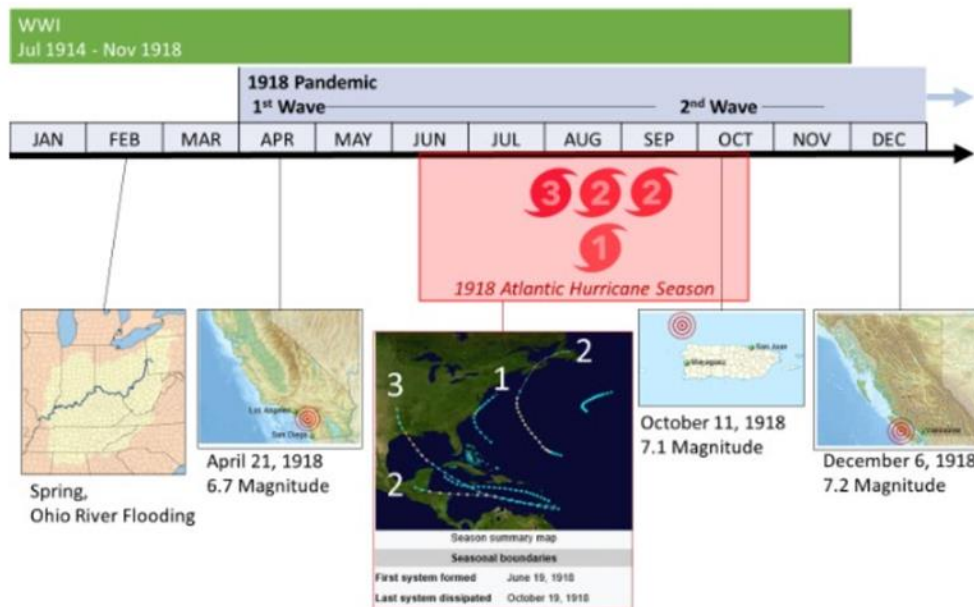 WWI
Jul 1914 - Nov 1918
1918 Pandemic
1st Wave
2nd Wave
JAN FEB MAR APR MAY JUN JUL AUG SEP OCT NOV DEC
3 2 2
1
1918 Atlantic Hurricane Season
Spring,
Ohio River Flooding
Los Angeles
San Diego
April 21, 1918
6.7 Magnitude
2
3 1
2
Season summary map
Seasonal boundaries
First system formed June 19, 1918
Last system dissipated October 19, 1918
San Juan
Mayagüez
October 11, 1918
7.1 Magnitude
December 6, 1918
7.2 Magnitude